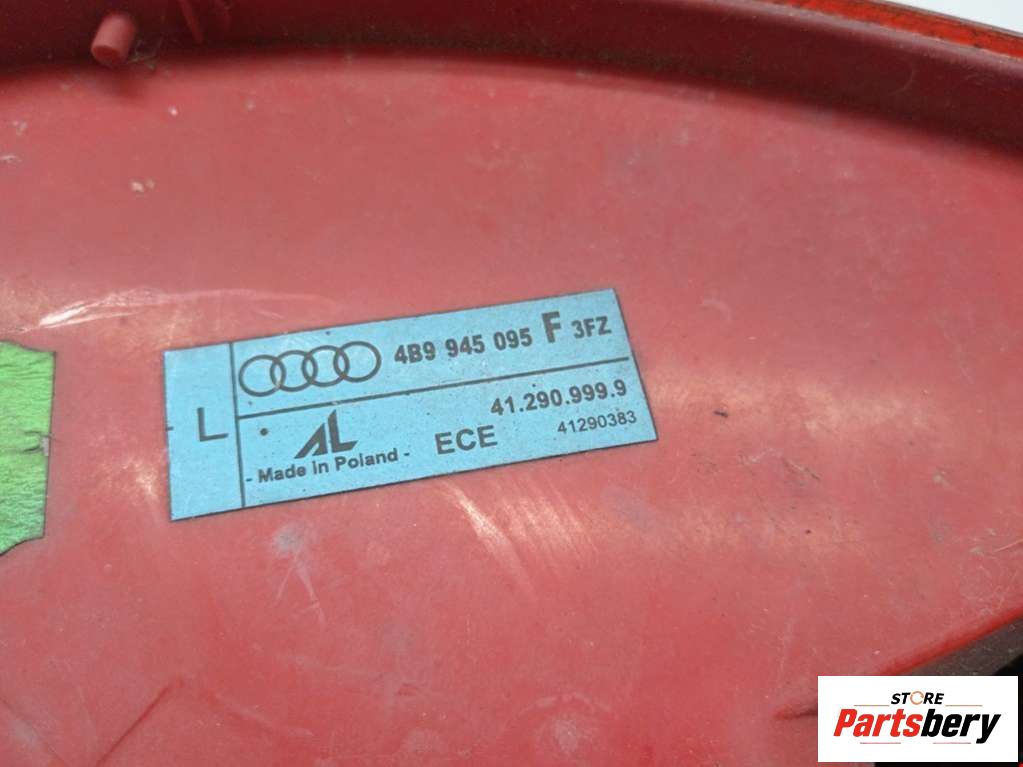 4B9 945 095 F 3FZ
L
41.290.999.9
AL
ECE
41290383
- Made in Poland -
STORE
Partsbery